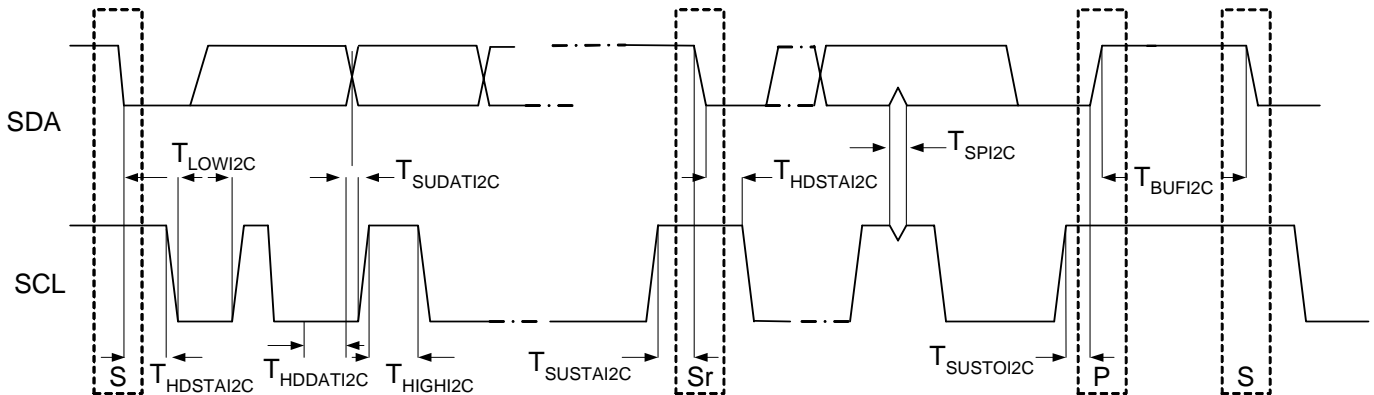 SDA
T_LOWI2C
T_SUDATI2C
T_SPI2C
T_HDSTAI2C
T_BUFI2C
SCL
S
T_HDSTAI2C
T_HDDATI2C
T_HIGHI2C
T_SUSTAI2C
Sr
T_SUSTOI2C
P
S